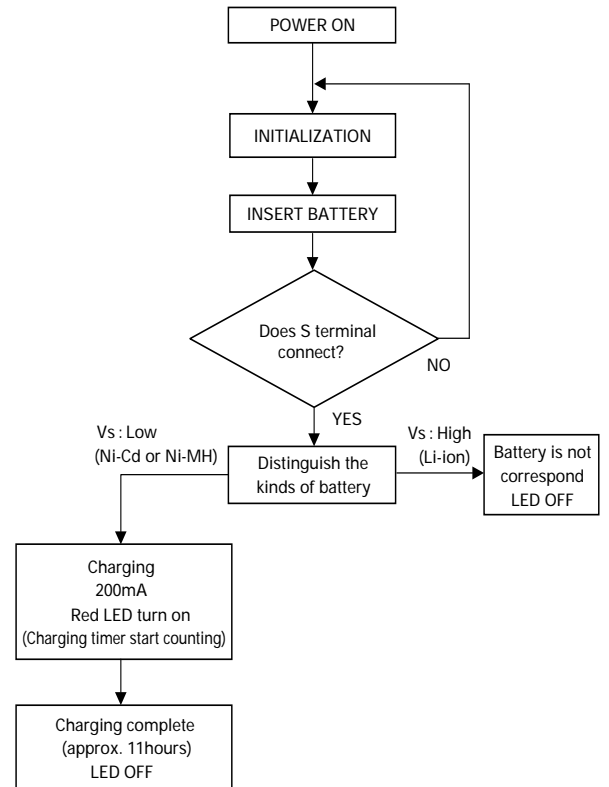 POWER ON
INITIALIZATION
INSERT BATTERY
Does S terminal
connect?
NO
YES
Vs : Low
(Ni-Cd or Ni-MH)
Distinguish the
kinds of battery
Vs : High
(Li-ion)
Battery is not
correspond
LED OFF
Charging
200mA
Red LED turn on
(Charging timer start counting)
Charging complete
(approx. 11hours)
LED OFF